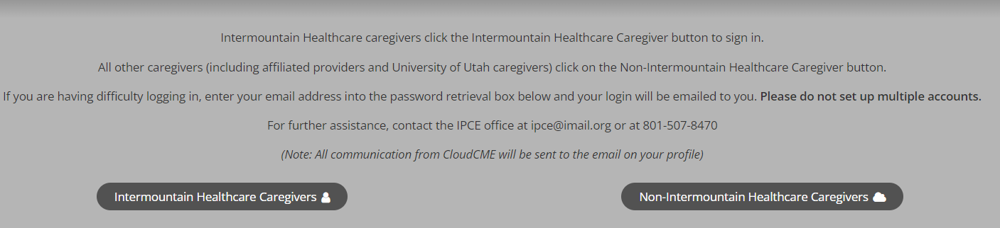 Intermountain Healthcare caregivers click the Intermountain Healthcare Caregiver button to sign in.
All other caregivers (including affiliated providers and University of Utah caregivers) click on the Non-Intermountain Healthcare Caregiver button.
If you are having difficulty logging in, enter your email address into the password retrieval box below and your login will be emailed to you. Please do not set up multiple accounts.
For further assistance, contact the IPCE office at ipce@imail.org or at 801-507-8470
(Note: All communication from CloudCME will be sent to the email on your profile)
Intermountain Healthcare Caregivers
Non-Intermountain Healthcare Caregivers